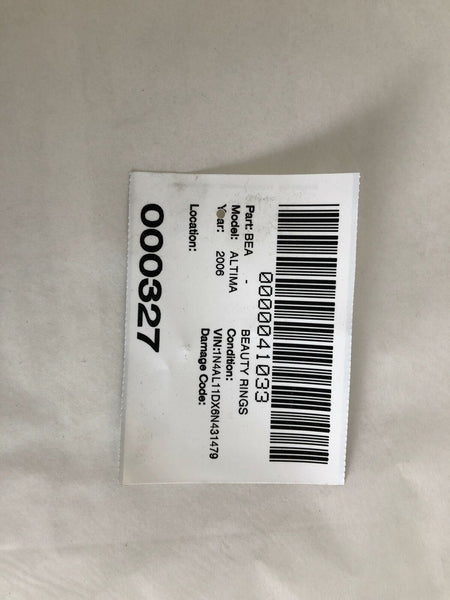 0000041033
Part: BEA - BEAUTY RINGS
Model: ALTIMA Condition:
Year: 2006 VIN:1N4AL11DX6N431479
Damage Code:
Location:
000327